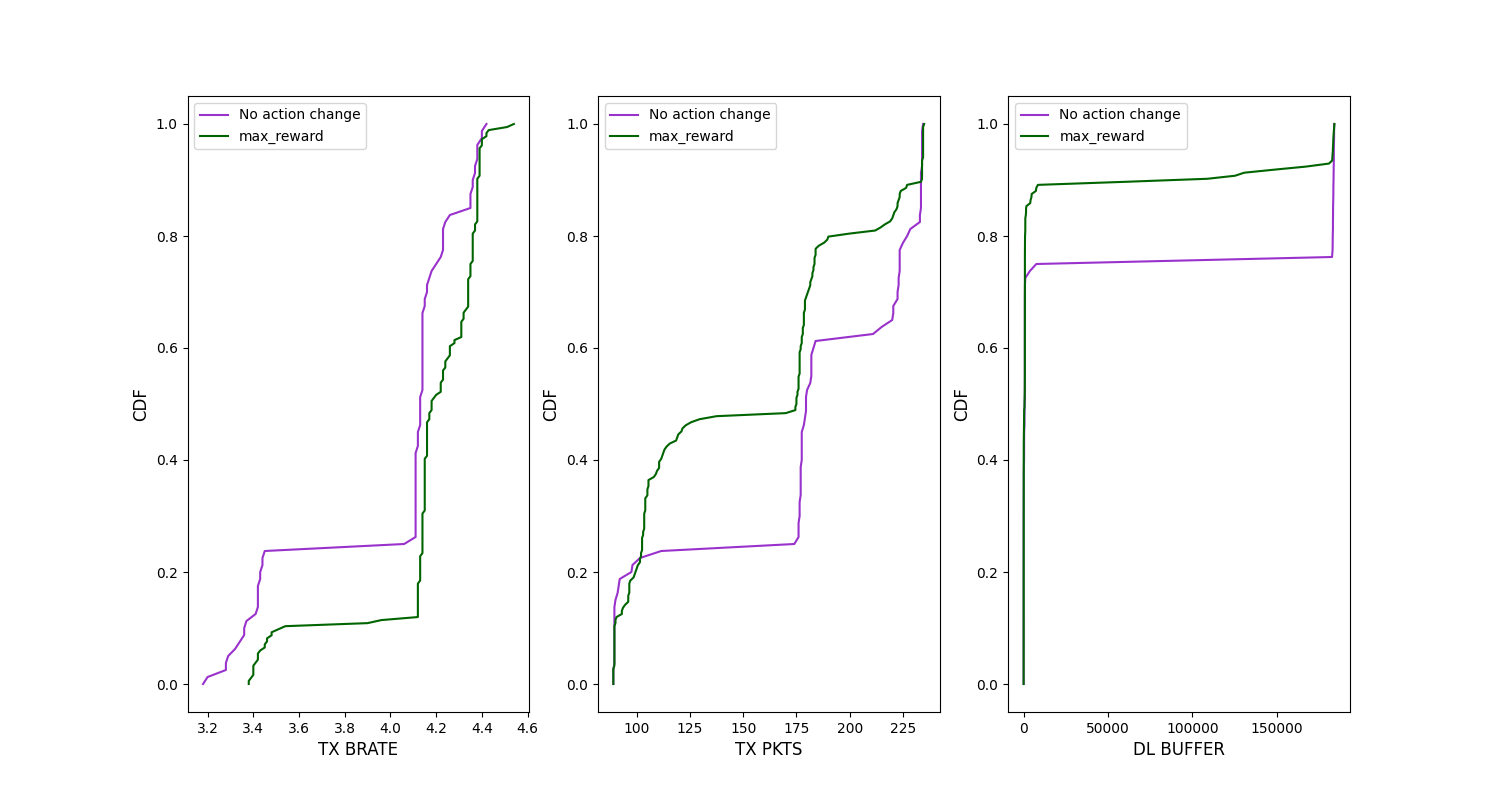 No action change
max_reward
1.0
0.8
0.6
0.4
0.2
0.0
CDF
3.2 3.4 3.6 3.8 4.0 4.2 4.4 4.6
TX BRATE
No action change
max_reward
1.0
0.8
0.6
0.4
0.2
0.0
CDF
100 125 150 175 200 225
TX PKTS
No action change
max_reward
1.0
0.8
0.6
0.4
0.2
0.0
CDF
0 50000 100000 150000
DL BUFFER